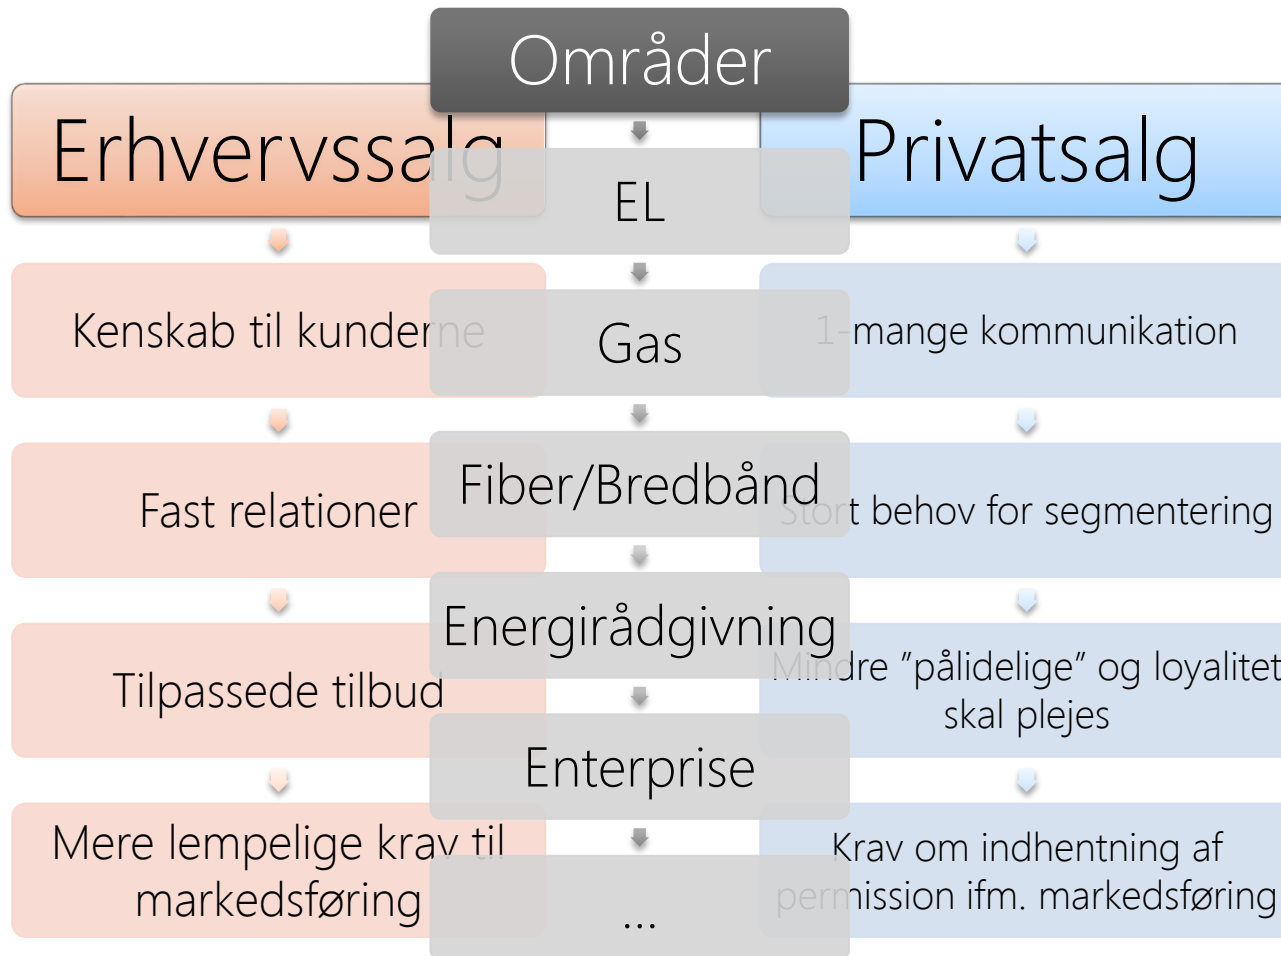 Områder
Erhvervssalg
Kenskab til kunderne
Fast relationer
Tilpassede tilbud
Mere lempelige krav til
markedsføring
EL
Gas
Fiber/Bredbånd
Energirådgivning
Enterprise
...
Privatsalg
1-mange kommunikation
Stort behov for segmentering
Mindre ”pålidelige” og loyalitet
skal plejes
Krav om indhentning af
permission ifm. markedsføring